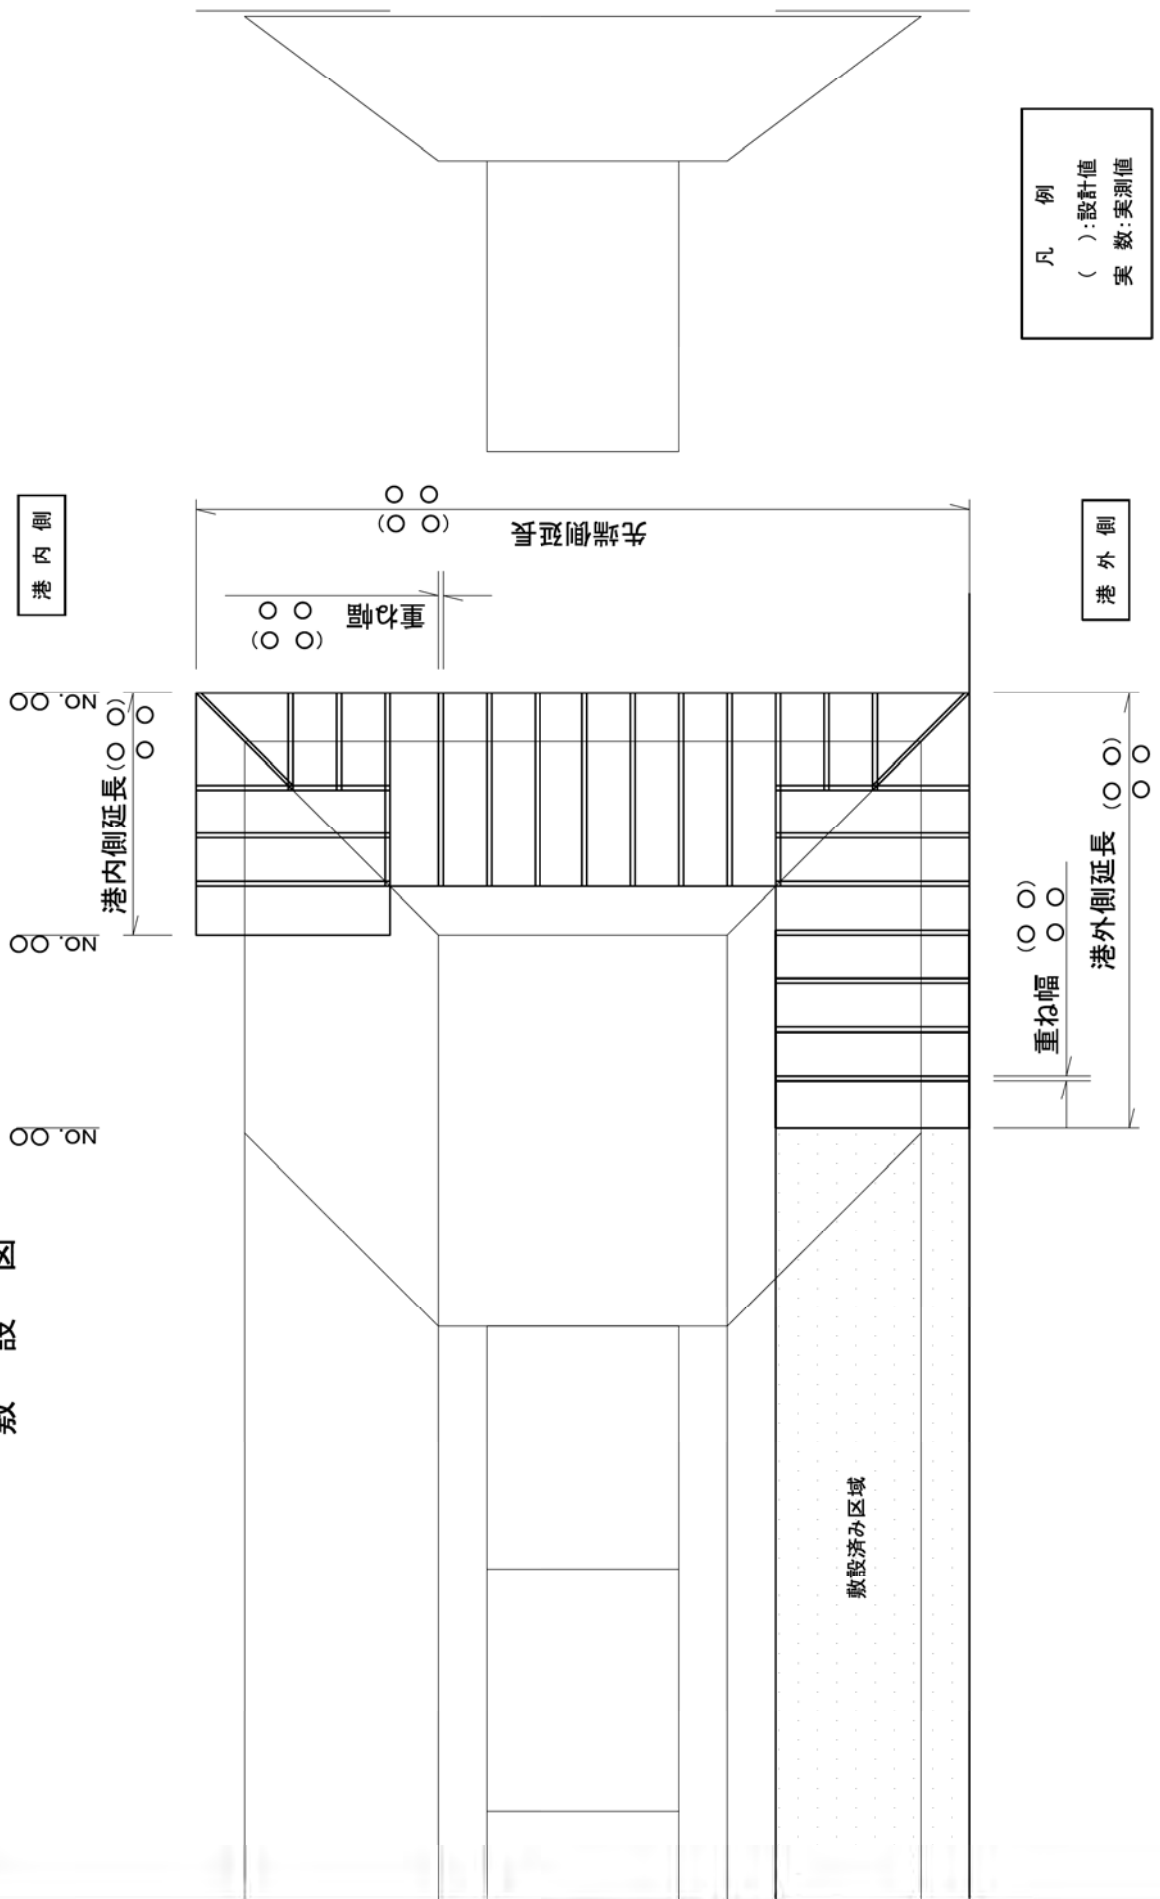 敷設図
港内側
No. ○○
No. ○○
No. ○○
港内側延長 (○ ○)
○ ○
重ね幅
○ ○
(○ ○)
先端側延長
○ ○
(○ ○)
敷設済み区域
重ね幅 (○ ○)
○ ○
港外側延長 (○ ○)
○ ○
港外側
凡 例
( ):設計値
実 数:実測値